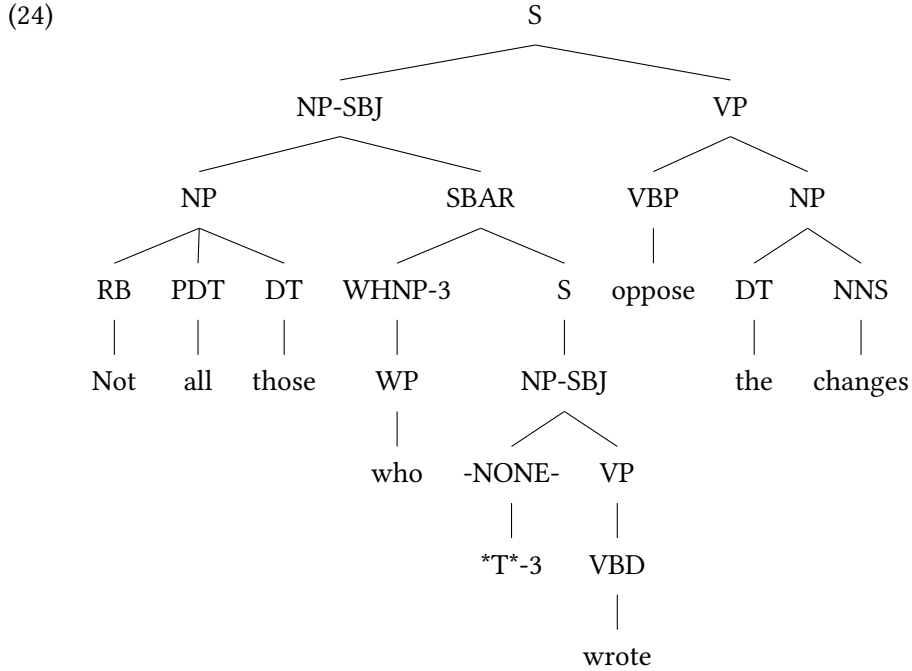 (24) S
NP-SBJ VP
NP SBAR VBP NP
RB PDT DT WHNP-3 S oppose DT NNS
Not all those WP NP-SBJ the changes
who -NONE- VP
*T*-3 VBD
wrote